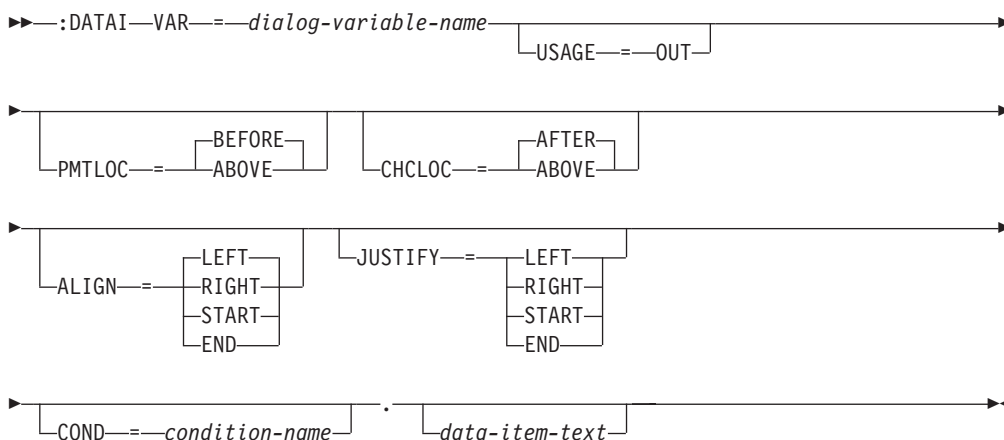 :DATAI VAR = dialog-variable-name
USAGE = OUT
BEFORE
PMTLOC = ABOVE
AFTER
CHCLOC = ABOVE
LEFT
ALIGN = RIGHT
START
END
JUSTIFY = LEFT
RIGHT
START
END
.
COND = condition-name
data-item-text